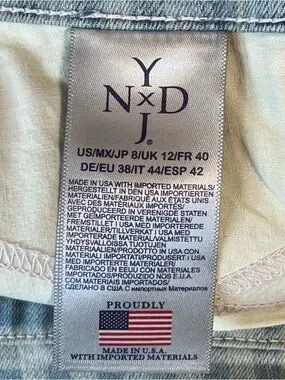 Y
N×D
J®
US/MX/JP 8/UK 12/FR 40
DE/EU 38/IT 44/ESP 42
MADE IN USA WITH IMPORTED MATERIALS/
HERGESTELLT IN DEN USA IMPORTIERTEN
MATERIALIEN/FABRIQUÉ AUX ETATS UNIS
AVEC DES MATÉRIAUX IMPORTÉS/
GEPRODUCEERD IN VERENIGDE STATEN
MET GEÏMPORTEERDE MATERIALEN/
FREMSTILLET I USA MED IMPORTEREDE
MATERIALER/TILLVERKAT I USA MED
IMPORTERADE MATERIAL/VALMISTETTU
YHDYSVALLOISSA TUOTUJEN
MATERIAALIEN/PRODOTTO IN USA CON
MATERIALI IMPORTATI/PRODUSERT I USA
MED IMPORTERTE MATERIALER/
FABRICADO EN EEUU CON MATERIALES
IMPORTADOS/PRODUZIDO NOS E.U.A.
COM MATERIAIS IMPORTADOS/
СДЕЛАНО В США С импортных Материалов
PROUDLY
MADE IN U.S.A.
WITH IMPORTED MATERIALS